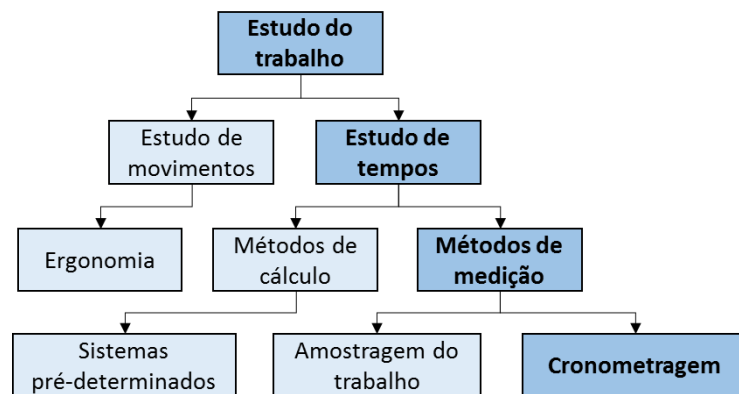 Estudo do
trabalho
Estudo de
movimentos
Estudo de
tempos
Ergonomia
Métodos de
cálculo
Métodos de
medição
Sistemas
pré-determinados
Amostragem do
trabalho
Cronometragem